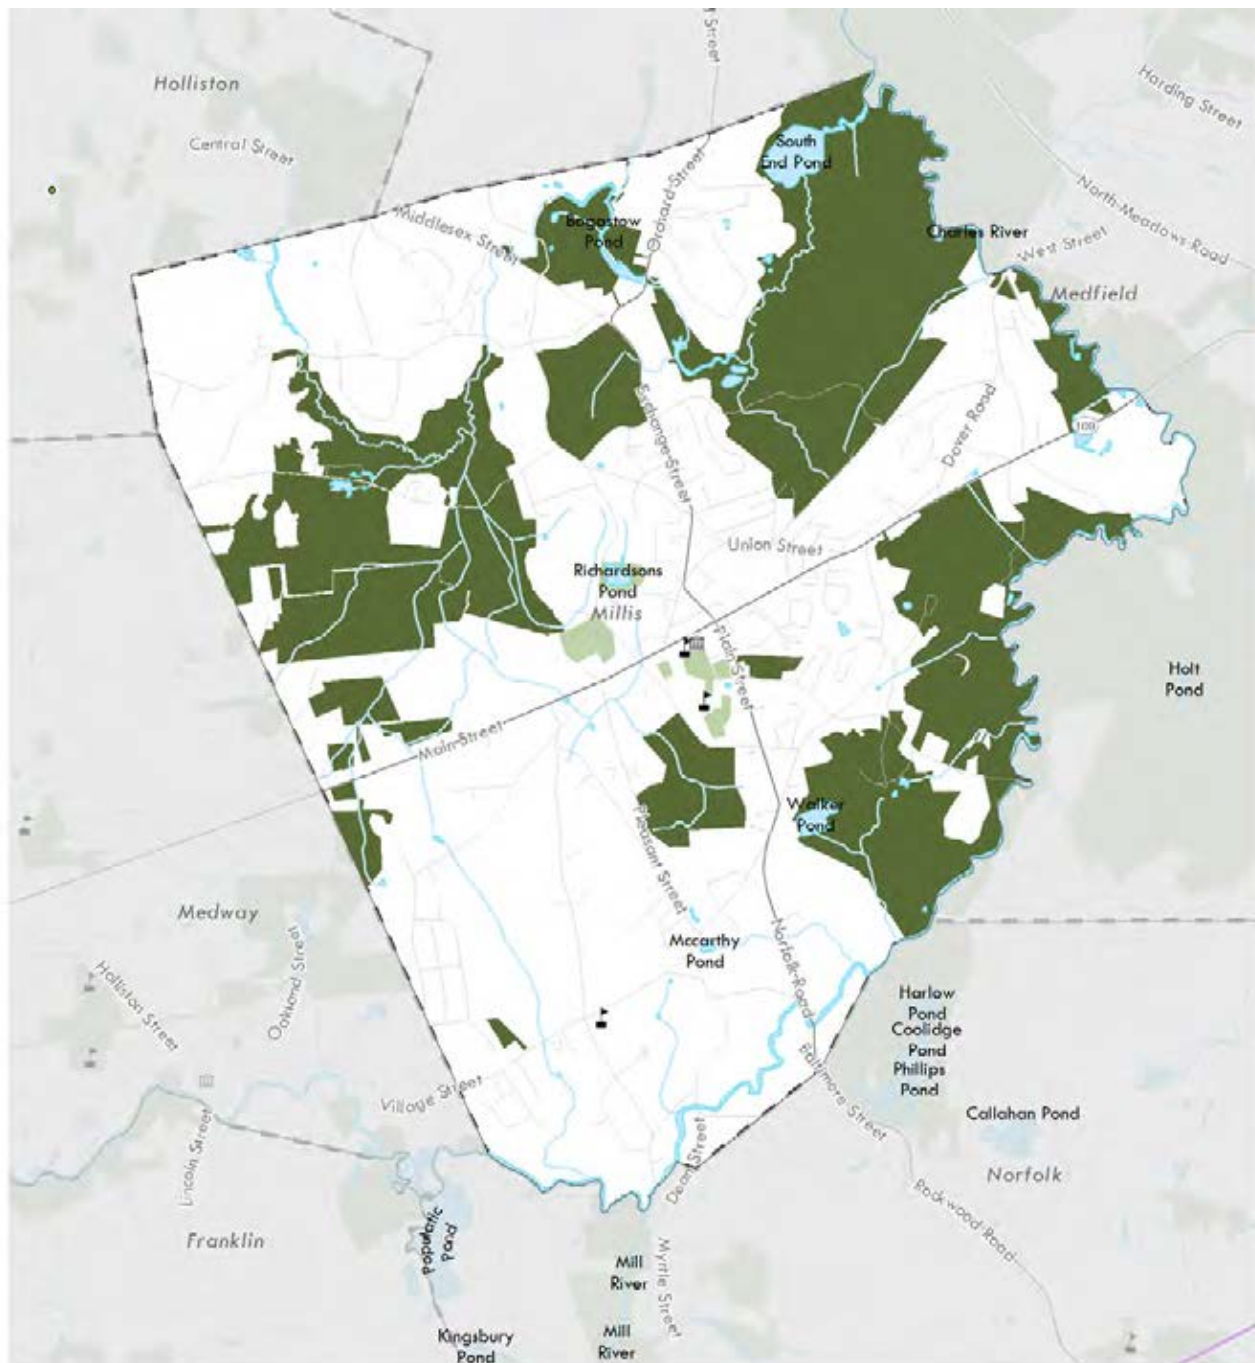 Holliston
Central Street
Harding Street
South
End Pond
North Meadows Road
Middlesex Street
Bogastow
Pond
Orchard Street
Charles River
West Street
Medfield
Exchange Street
Dover Road
109
Union Street
Richardsons
Pond
Millis
Plain Street
Holt
Pond
Main Street
Walker
Pond
Pleasant Street
Medway
Oakland Street
Holliston Street
Mccarthy
Pond
Norfolk Road
Harlow
Pond
Coolidge
Pond
Phillips
Pond
Baltimore Street
Village Street
Callahan Pond
Lincoln Street
Dean Street
Norfolk
Rockwood Road
Franklin
Populatic
Pond
Mill
River
Myrtle Street
Kingsbury
Pond
Mill
River